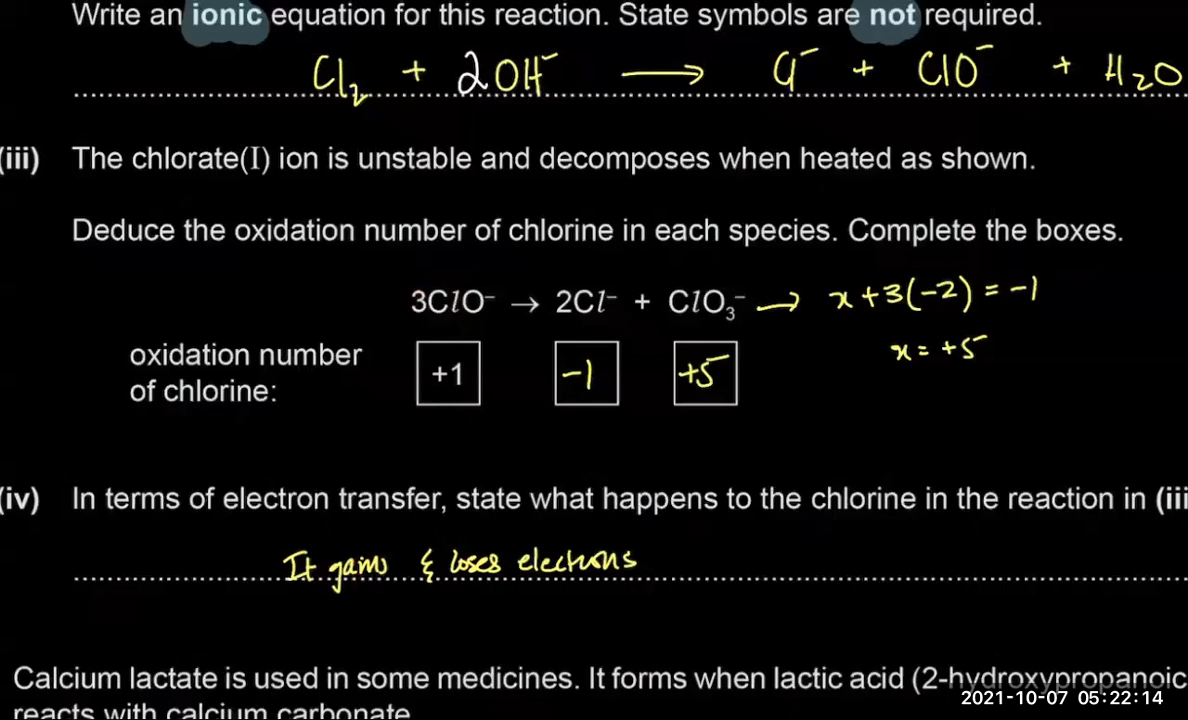 Write an ionic equation for this reaction. State symbols are not required.
Cl₂ + 2OH⁻ → Cl⁻ + ClO⁻ + H₂O
(iii) The chlorate(I) ion is unstable and decomposes when heated as shown.
Deduce the oxidation number of chlorine in each species. Complete the boxes.
3ClO⁻ → 2Cl⁻ + ClO₃⁻ → x+3(-2) = -1
x = +5
oxidation number
of chlorine:
+1 -1 +5
(iv) In terms of electron transfer, state what happens to the chlorine in the reaction in (iii
It gains & loses electrons
Calcium lactate is used in some medicines. It forms when lactic acid (2-hydroxypropanoic
reacts with calcium carbonate
2021-10-07 05:22:14